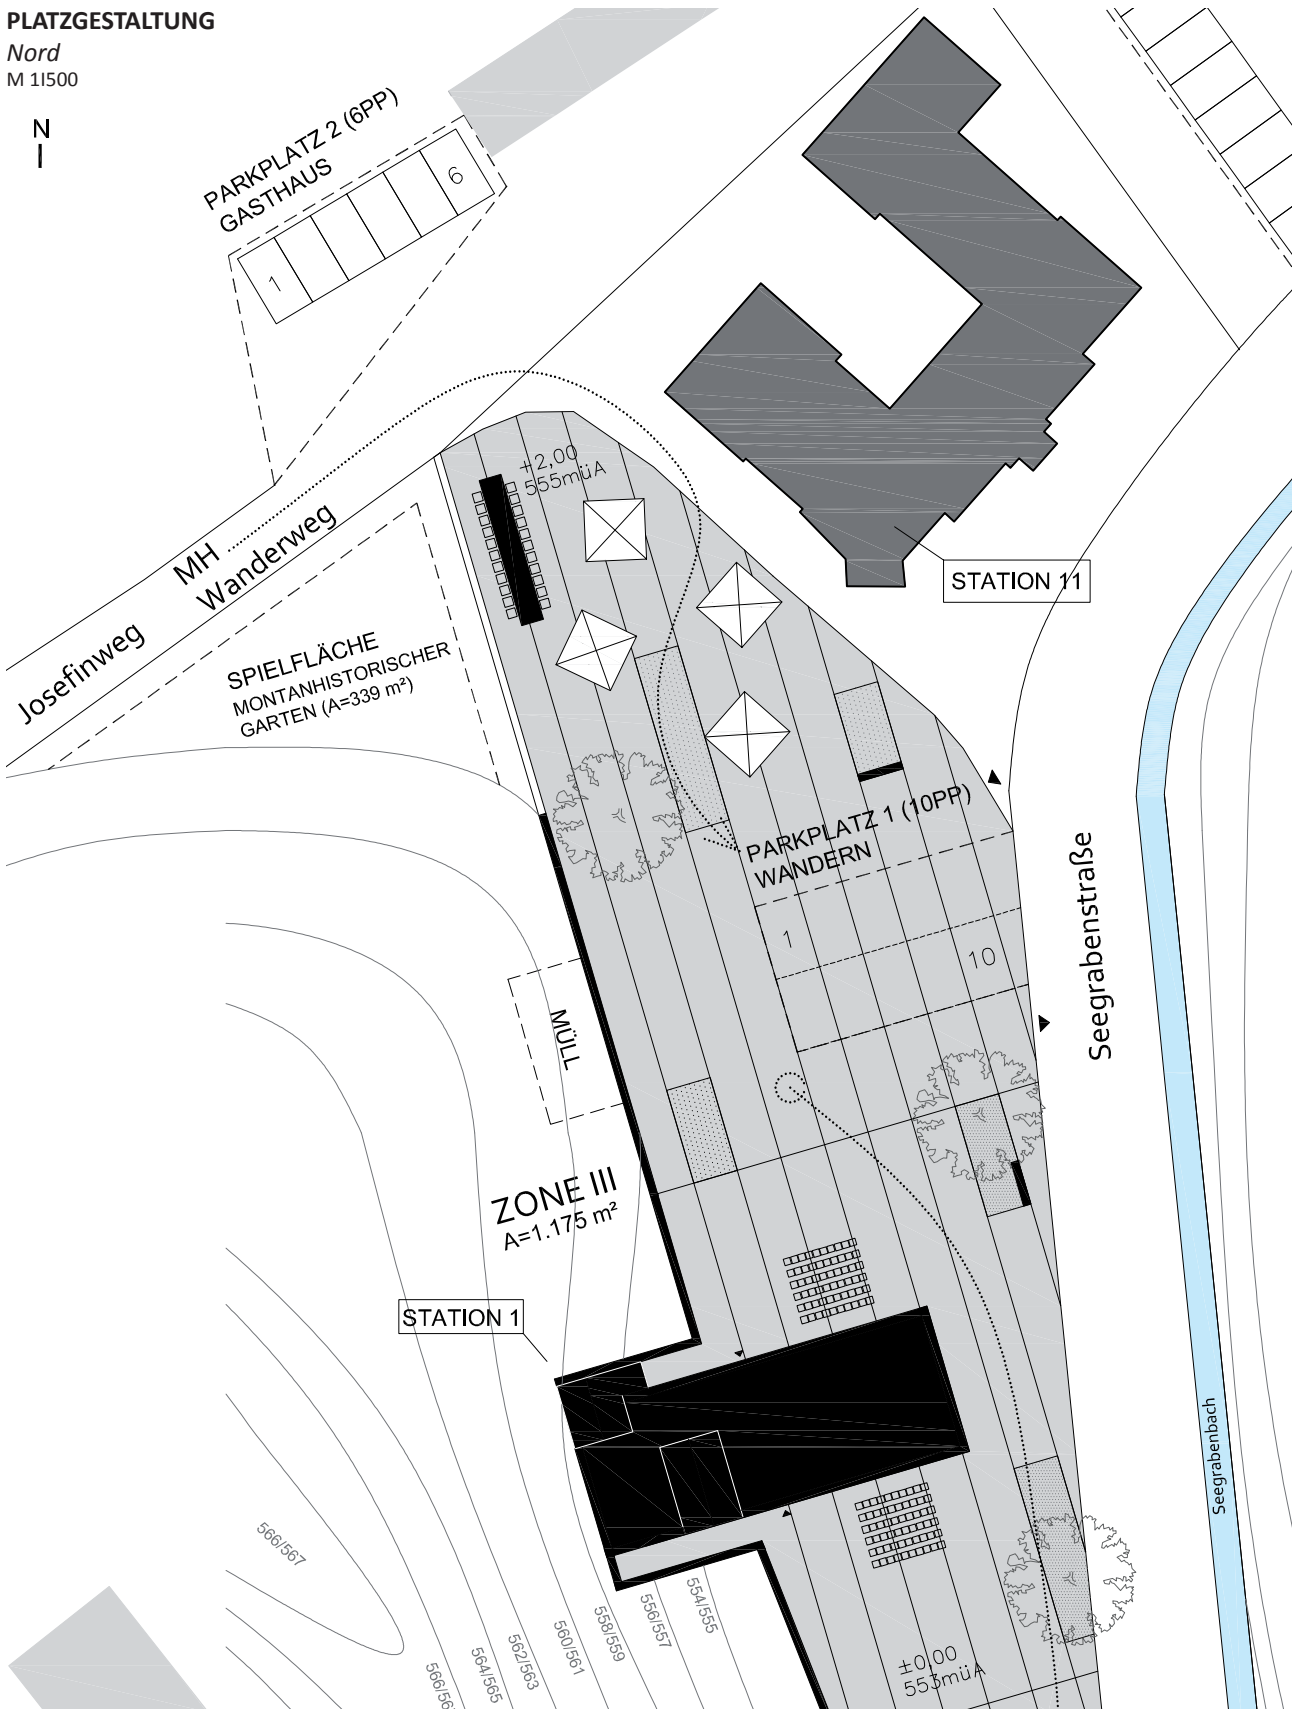 PLATZGESTALTUNG
Nord
M 1I500
N
PARKPLATZ 2 (6PP)
GASTHAUS
1
6
±2,00
555müA
STATION 11
MH
Wanderweg
Josefinweg
SPIELFLÄCHE
MONTANHISTORISCHER
GARTEN (A=339 m²)
PARKPLATZ 1 (10PP)
WANDERN
1
10
Seegrabenstraße
MÜLL
ZONE III
A=1.175 m²
STATION 1
Seegrabenbach
566/567
554/555
556/557
558/559
560/561
562/563
564/565
±0,00
553müA